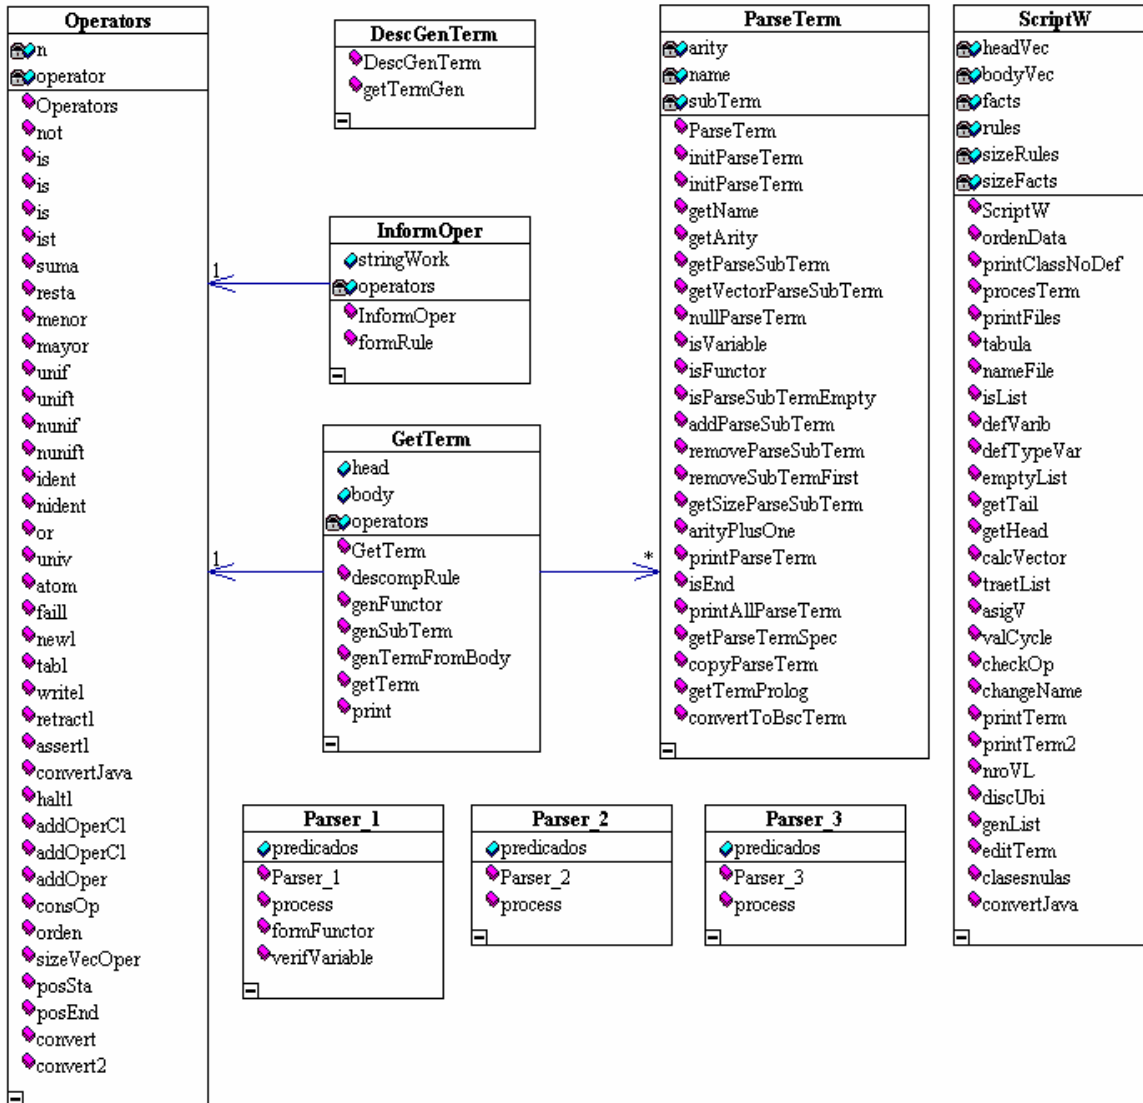 Operators
n
operator
Operators
not
is
is
is
ist
suma
resta
menor
mayor
unif
unift
nunif
nunift
ident
nident
or
univ
atom
faill
newl
tabl
writel
retractl
assertl
convertJava
haltl
addOperCl
addOperCl
addOper
consOp
orden
sizeVecOper
posSta
posEnd
convert
convert2
DescGenTerm
DescGenTerm
getTermGen
InformOper
stringWork
operators
InformOper
formRule
1
GetTerm
head
body
operators
GetTerm
descompRule
genFunctor
genSubTerm
genTermFromBody
getTerm
print
1
*
ParseTerm
arity
name
subTerm
ParseTerm
initParseTerm
initParseTerm
getName
getArity
getParseSubTerm
getVectorParseSubTerm
nullParseTerm
isVariable
isFunctor
isParseSubTermEmpty
addParseSubTerm
removeParseSubTerm
removeSubTermFirst
getSizeParseSubTerm
arityPlusOne
printParseTerm
isEnd
printAllParseTerm
getParseTermSpec
copyParseTerm
getTermProlog
convertToBscTerm
ScriptW
headVec
bodyVec
facts
rules
sizeRules
sizeFacts
ScriptW
ordenData
printClassNoDef
procesTerm
printFiles
tabula
nameFile
isList
defVarib
defTypeVar
emptyList
getTail
getHead
calcVector
traetList
asigV
valCycle
checkOp
changeName
printTerm
printTerm2
nroVL
discUbi
genList
editTerm
clasesnulas
convertJava
Parser_1
predicados
Parser_1
process
formFunctor
verifVariable
Parser_2
predicados
Parser_2
process
Parser_3
predicados
Parser_3
process